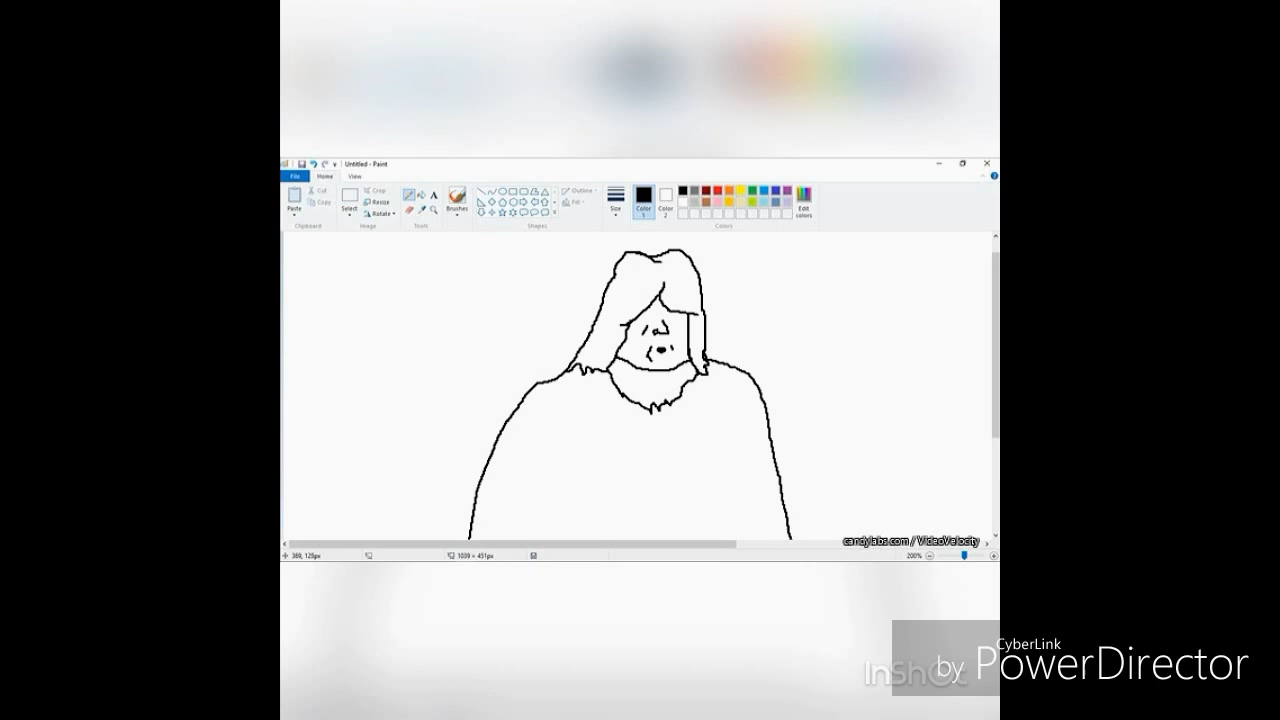 Untitled - Paint
File Home View
Cut
Copy
Paste
Clipboard
Crop
Resize
Rotate
Select
Image
A
Tools
Brushes
Outline
Fill
Shapes
Size
Color 1
Color 2
Edit colors
Colors
candylabs.com / VideoVelocity
1039 × 451px
200%
CyberLink
by PowerDirector
InShOt